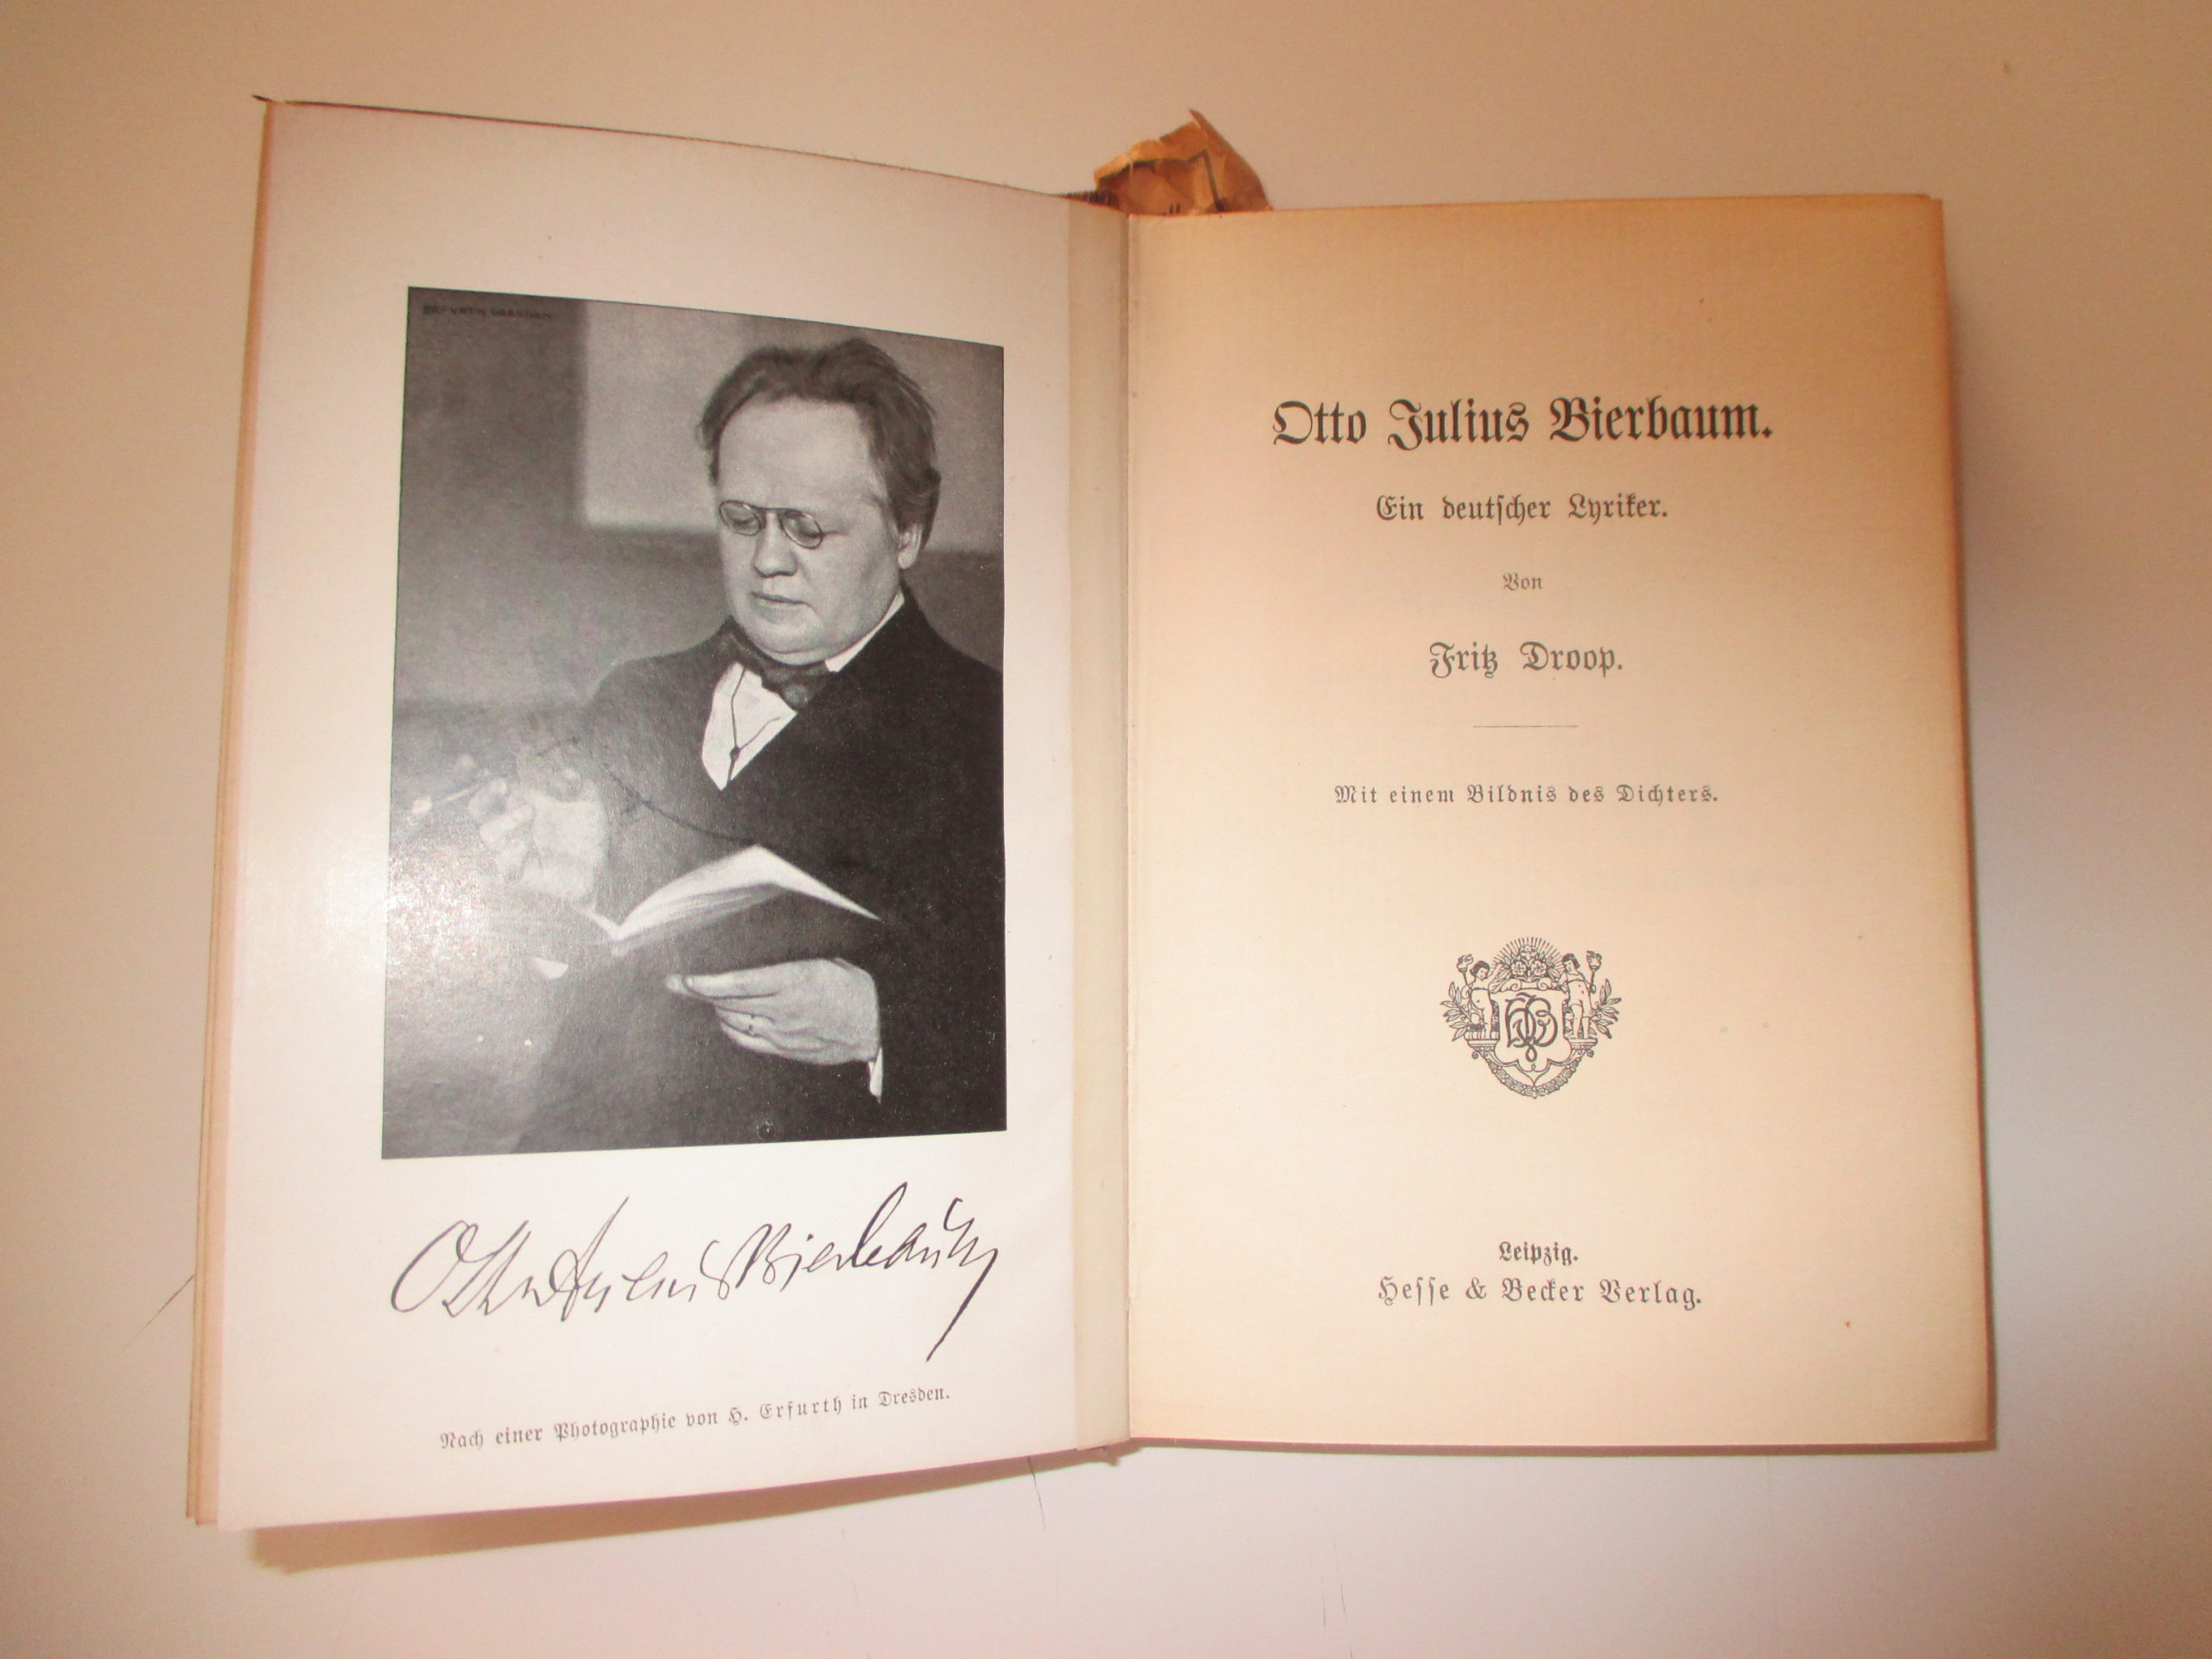 ERFVRTH DRESDEN
Otto Julius Bierbaum
Nach einer Photographie von H. Erfurth in Dresden.
Otto Julius Bierbaum.
Ein deutscher Lyriker.
Von
Fritz Droop.
Mit einem Bildnis des Dichters.
Leipzig.
Hesse & Becker Verlag.